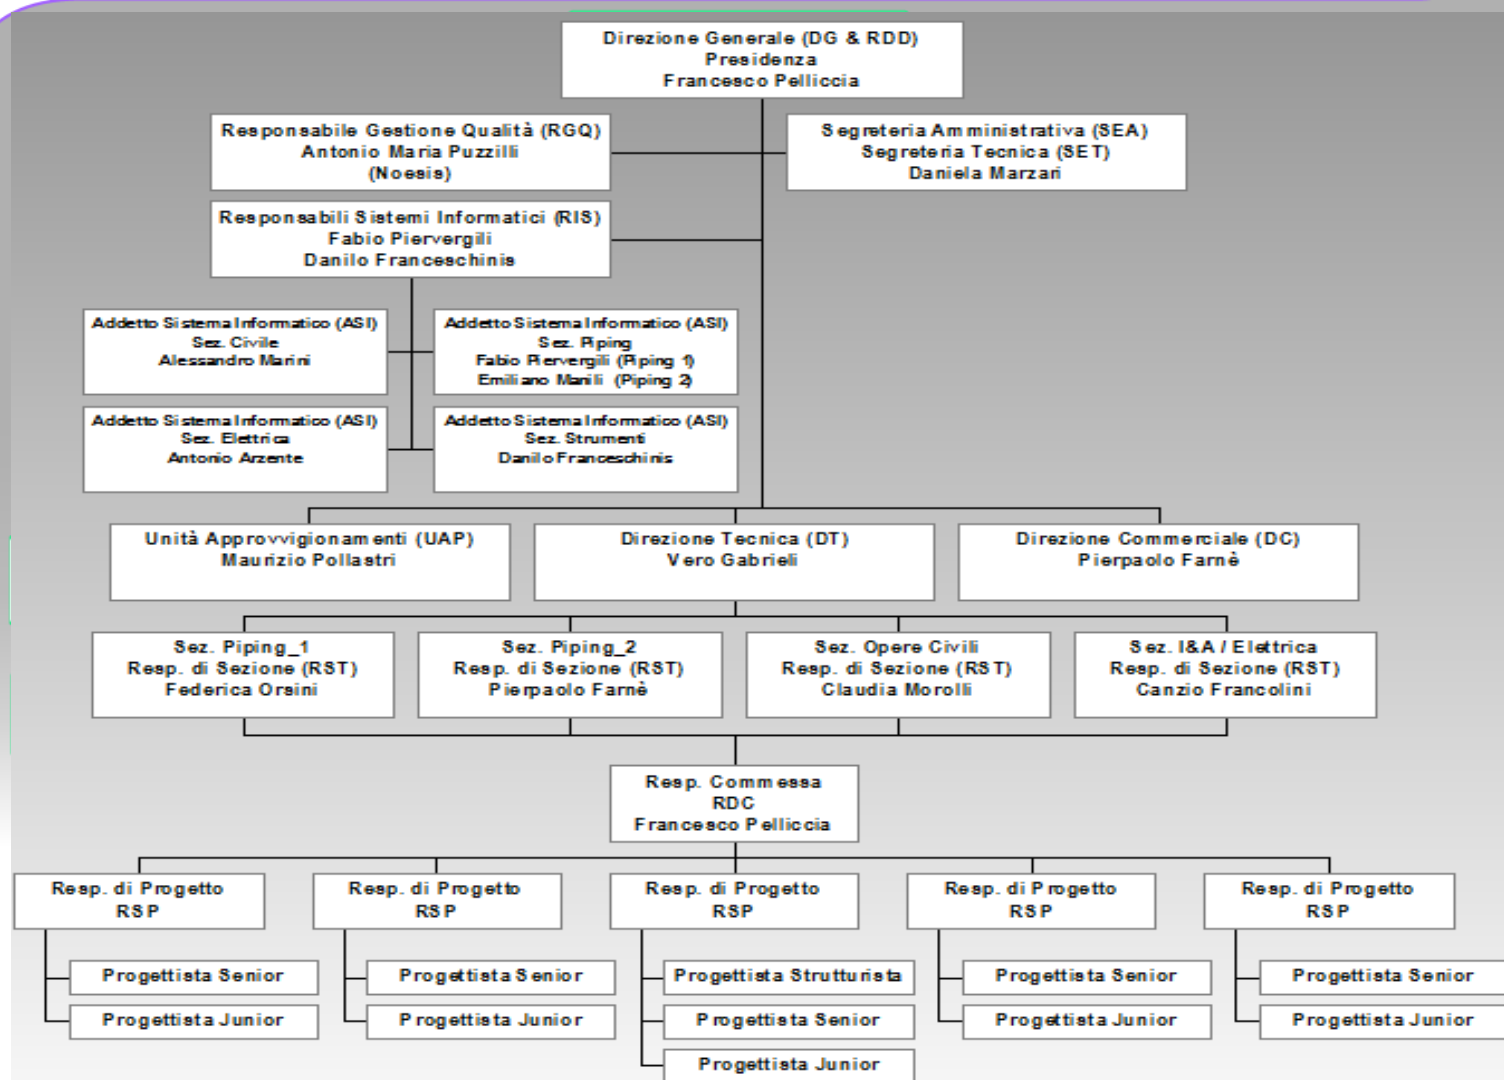 Direzione Generale (DG & RDD)
Presidenza
Francesco Pelliccia
Responsabile Gestione Qualità (RGQ)
Antonio Maria Puzzilli
(Noesis)
Segreteria Amministrativa (SEA)
Segreteria Tecnica (SET)
Daniela Marzari
Responsabili Sistemi Informatici (RIS)
Fabio Piervergili
Danilo Franceschinis
Addetto Sistema Informatico (ASI)
Sez. Civile
Alessandro Marini
Addetto Sistema Informatico (ASI)
Sez. Piping
Fabio Piervergili (Piping 1)
Emiliano Manili (Piping 2)
Addetto Sistema Informatico (ASI)
Sez. Elettrica
Antonio Arzente
Addetto Sistema Informatico (ASI)
Sez. Strumenti
Danilo Franceschinis
Unità Approvvigionamenti (UAP)
Maurizio Pollastri
Direzione Tecnica (DT)
Vero Gabrieli
Direzione Commerciale (DC)
Pierpaolo Farnè
Sez. Piping_1
Resp. di Sezione (RST)
Federica Orsini
Sez. Piping_2
Resp. di Sezione (RST)
Pierpaolo Farnè
Sez. Opere Civili
Resp. di Sezione (RST)
Claudia Morolli
Sez. I&A / Elettrica
Resp. di Sezione (RST)
Canzio Francolini
Resp. Commessa
RDC
Francesco Pelliccia
Resp. di Progetto
RSP
Resp. di Progetto
RSP
Resp. di Progetto
RSP
Resp. di Progetto
RSP
Resp. di Progetto
RSP
Progettista Senior
Progettista Junior
Progettista Senior
Progettista Junior
Progettista Strutturista
Progettista Senior
Progettista Junior
Progettista Senior
Progettista Junior
Progettista Senior
Progettista Junior